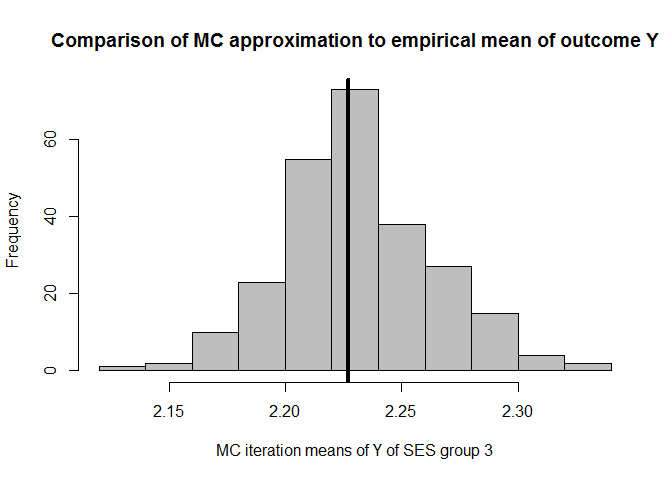 Comparison of MC approximation to empirical mean of outcome Y
Frequency
60
40
20
0
2.15 2.20 2.25 2.30
MC iteration means of Y of SES group 3